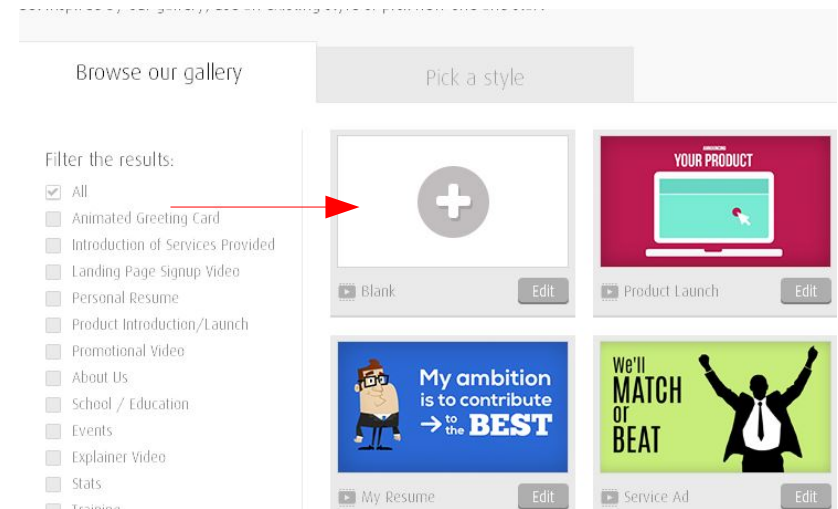 Browse our gallery
Pick a style
Filter the results:
All
Animated Greeting Card
Introduction of Services Provided
Landing Page Signup Video
Personal Resume
Product Introduction/Launch
Promotional Video
About Us
School / Education
Events
Explainer Video
Stats
Training
Blank
Edit
ANNOUNCING
YOUR PRODUCT
Product Launch
Edit
My ambition
is to contribute
to
the BEST
My Resume
Edit
We'll
MATCH
or
BEAT
Service Ad
Edit